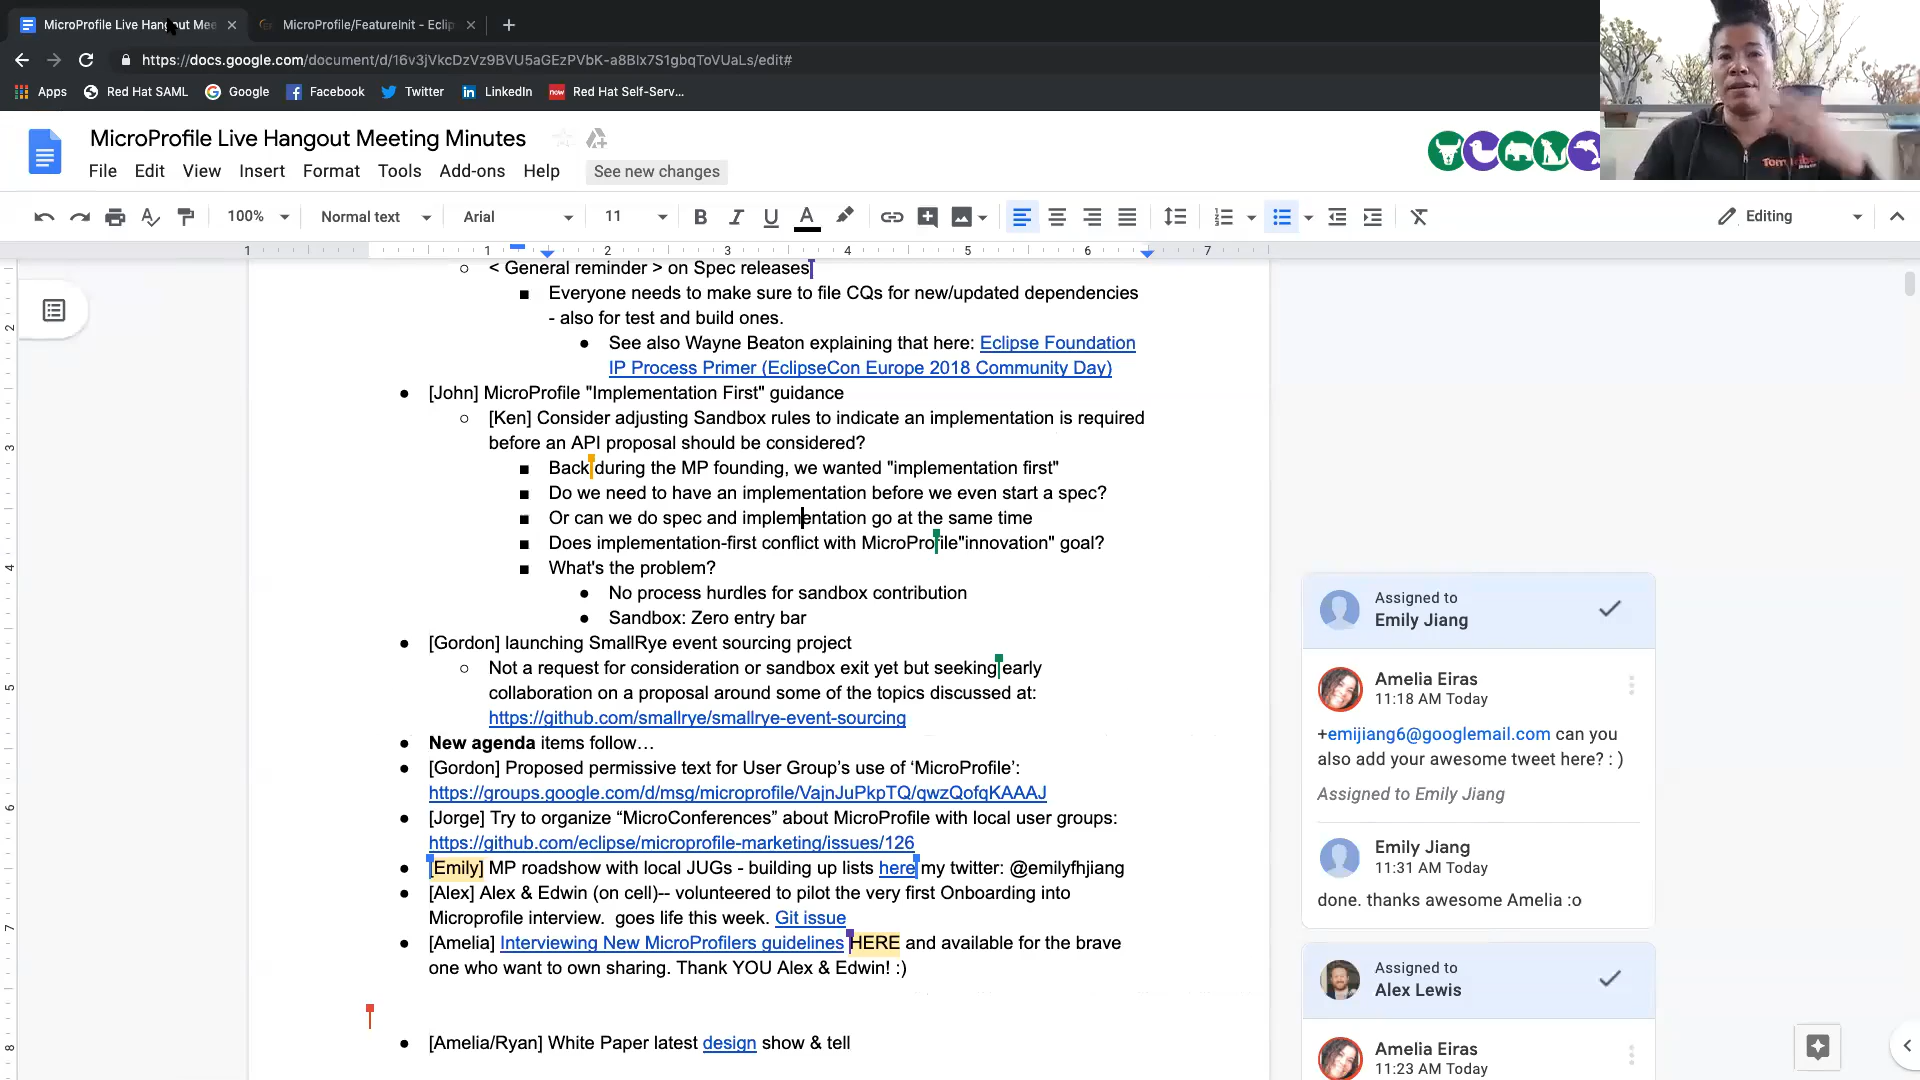 MicroProfile Live Hangout Mee
MicroProfile/FeatureInit - Eclip
https://docs.google.com/document/d/16v3jVkcDzVz9BVU5aGEzPVbK-a8BIx7S1gbqToVUaLs/edit#
Apps Red Hat SAML Google Facebook Twitter LinkedIn Red Hat Self-Serv...
MicroProfile Live Hangout Meeting Minutes
File Edit View Insert Format Tools Add-ons Help See new changes
100% Normal text Arial 11 Editing
1 1 2 3 4 5 6 7
< General reminder > on Spec releases
Everyone needs to make sure to file CQs for new/updated dependencies
- also for test and build ones.
See also Wayne Beaton explaining that here: Eclipse Foundation
IP Process Primer (EclipseCon Europe 2018 Community Day)
[John] MicroProfile "Implementation First" guidance
[Ken] Consider adjusting Sandbox rules to indicate an implementation is required
before an API proposal should be considered?
Back during the MP founding, we wanted "implementation first"
Do we need to have an implementation before we even start a spec?
Or can we do spec and implementation go at the same time
Does implementation-first conflict with MicroProfile"innovation" goal?
What's the problem?
No process hurdles for sandbox contribution
Sandbox: Zero entry bar
[Gordon] launching SmallRye event sourcing project
Not a request for consideration or sandbox exit yet but seeking early
collaboration on a proposal around some of the topics discussed at:
https://github.com/smallrye/smallrye-event-sourcing
New agenda items follow…
[Gordon] Proposed permissive text for User Group’s use of ‘MicroProfile’:
https://groups.google.com/d/msg/microprofile/VajnJuPkpTQ/qwzQofqKAAAJ
[Jorge] Try to organize “MicroConferences” about MicroProfile with local user groups:
https://github.com/eclipse/microprofile-marketing/issues/126
[Emily] MP roadshow with local JUGs - building up lists here my twitter: @emilyfhjiang
[Alex] Alex & Edwin (on cell)-- volunteered to pilot the very first Onboarding into
Microprofile interview.  goes life this week. Git issue
[Amelia] Interviewing New MicroProfilers guidelines HERE and available for the brave
one who want to own sharing. Thank YOU Alex & Edwin! :)
[Amelia/Ryan] White Paper latest design show & tell
2
3
4
5
6
7
8
Assigned to
Emily Jiang
Amelia Eiras
11:18 AM Today
+emijiang6@googlemail.com can you
also add your awesome tweet here? : )
Assigned to Emily Jiang
Emily Jiang
11:31 AM Today
done. thanks awesome Amelia :o
Assigned to
Alex Lewis
Amelia Eiras
11:23 AM Today